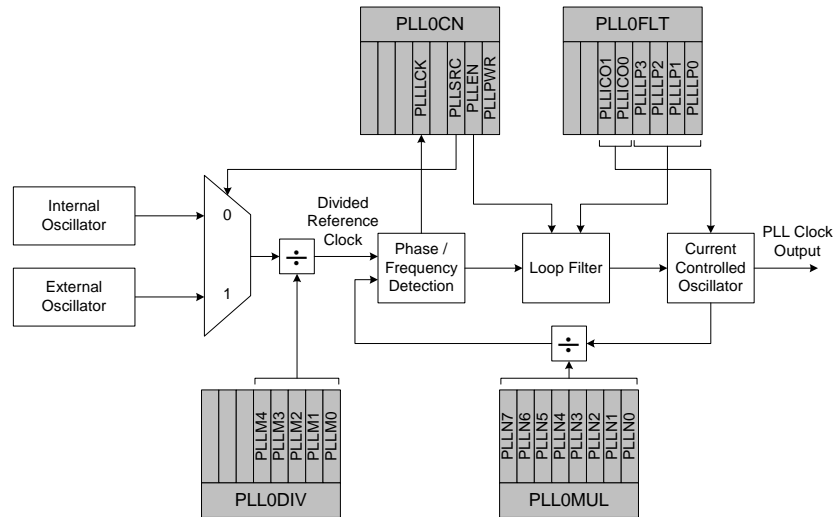 PLL0CN
PLLLCK
PLLSRC
PLLEN
PLLPWR
PLL0FLT
PLLICO1
PLLICO0
PLLLP3
PLLLP2
PLLLP1
PLLLP0
Internal
Oscillator
External
Oscillator
0
1
÷
Divided
Reference
Clock
Phase /
Frequency
Detection
Loop Filter
Current
Controlled
Oscillator
PLL Clock
Output
÷
PLLM4
PLLM3
PLLM2
PLLM1
PLLM0
PLL0DIV
PLLN7
PLLN6
PLLN5
PLLN4
PLLN3
PLLN2
PLLN1
PLLN0
PLL0MUL